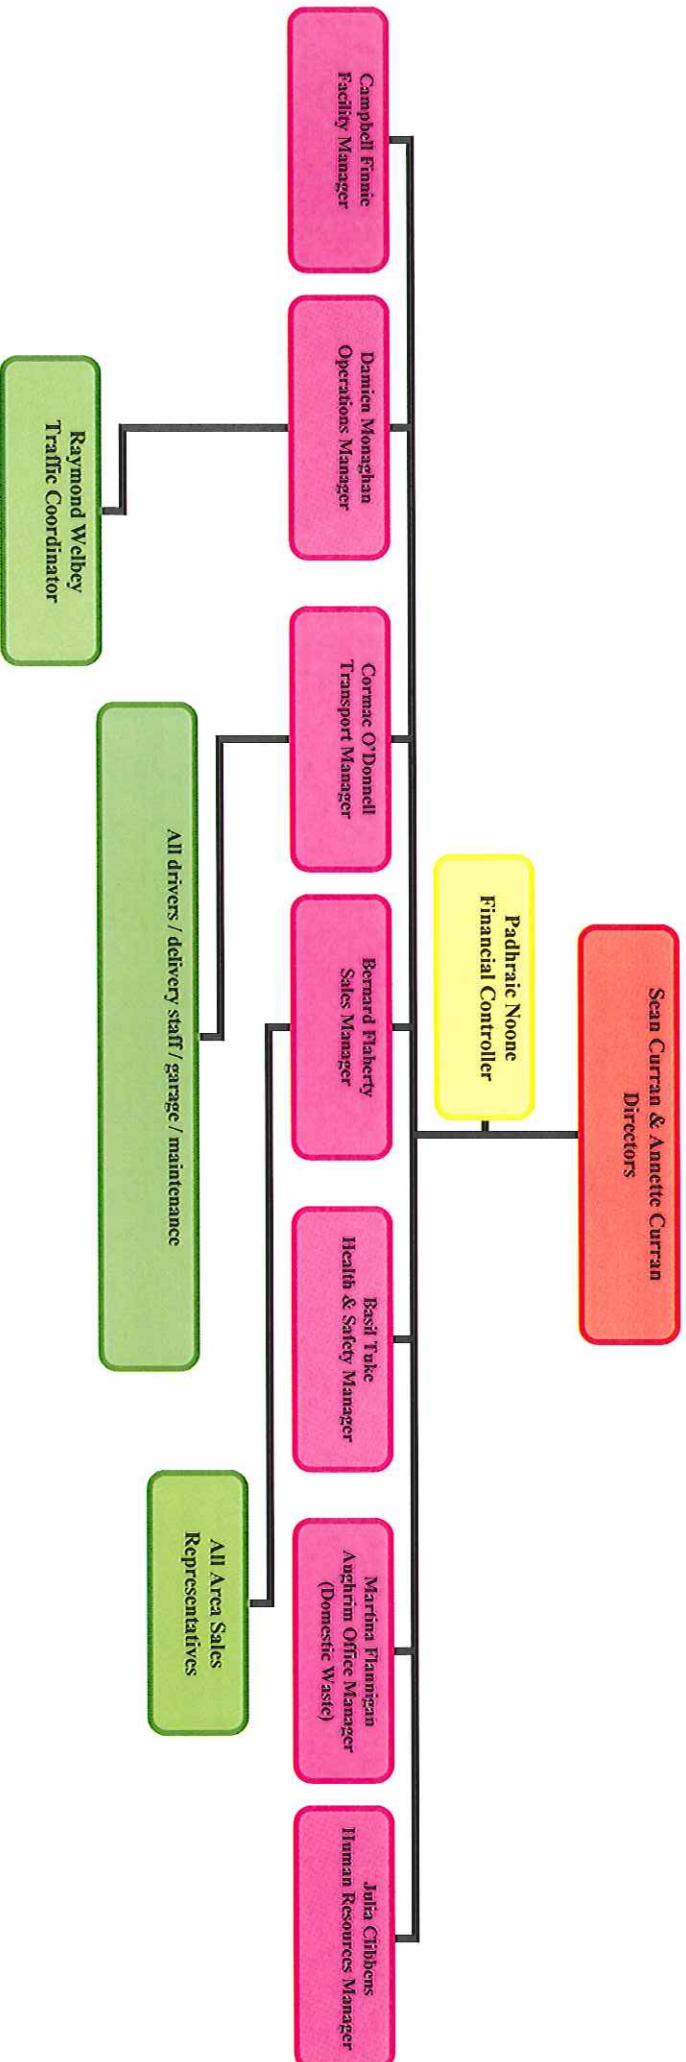 Sean Curran & Annette Curran
Directors
Padhraic Noone
Financial Controller
Campbell Finnie
Facility Manager
Damien Monaghan
Operations Manager
Cormac O'Donnell
Transport Manager
Bernard Flaherty
Sales Manager
Basil Tuke
Health & Safety Manager
Martina Flannigan
Aughrim Office Manager
(Domestic Waste)
Julia Clibbens
Human Resources Manager
Raymond Welbey
Traffic Coordinator
All drivers / delivery staff / garage / maintenance
All Area Sales
Representatives